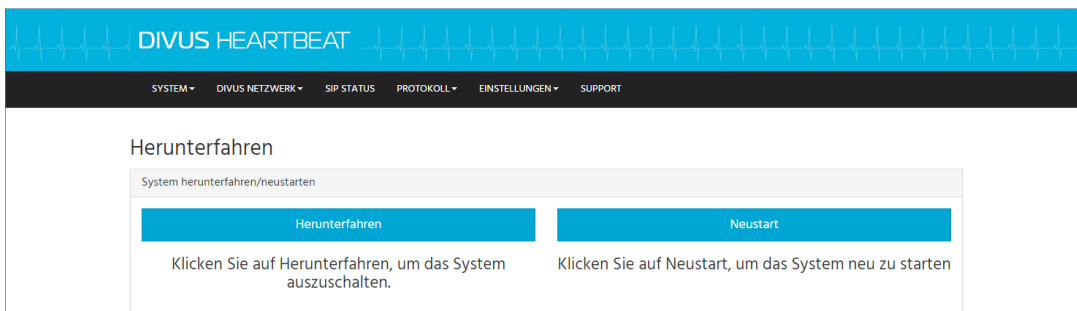 DIVUS HEARTBEAT
SYSTEM DIVUS NETZWERK SIP STATUS PROTOKOLL EINSTELLUNGEN SUPPORT
Herunterfahren
System herunterfahren/neustarten
Herunterfahren Neustart
Klicken Sie auf Herunterfahren, um das System Klicken Sie auf Neustart, um das System neu zu starten
auszuschalten.